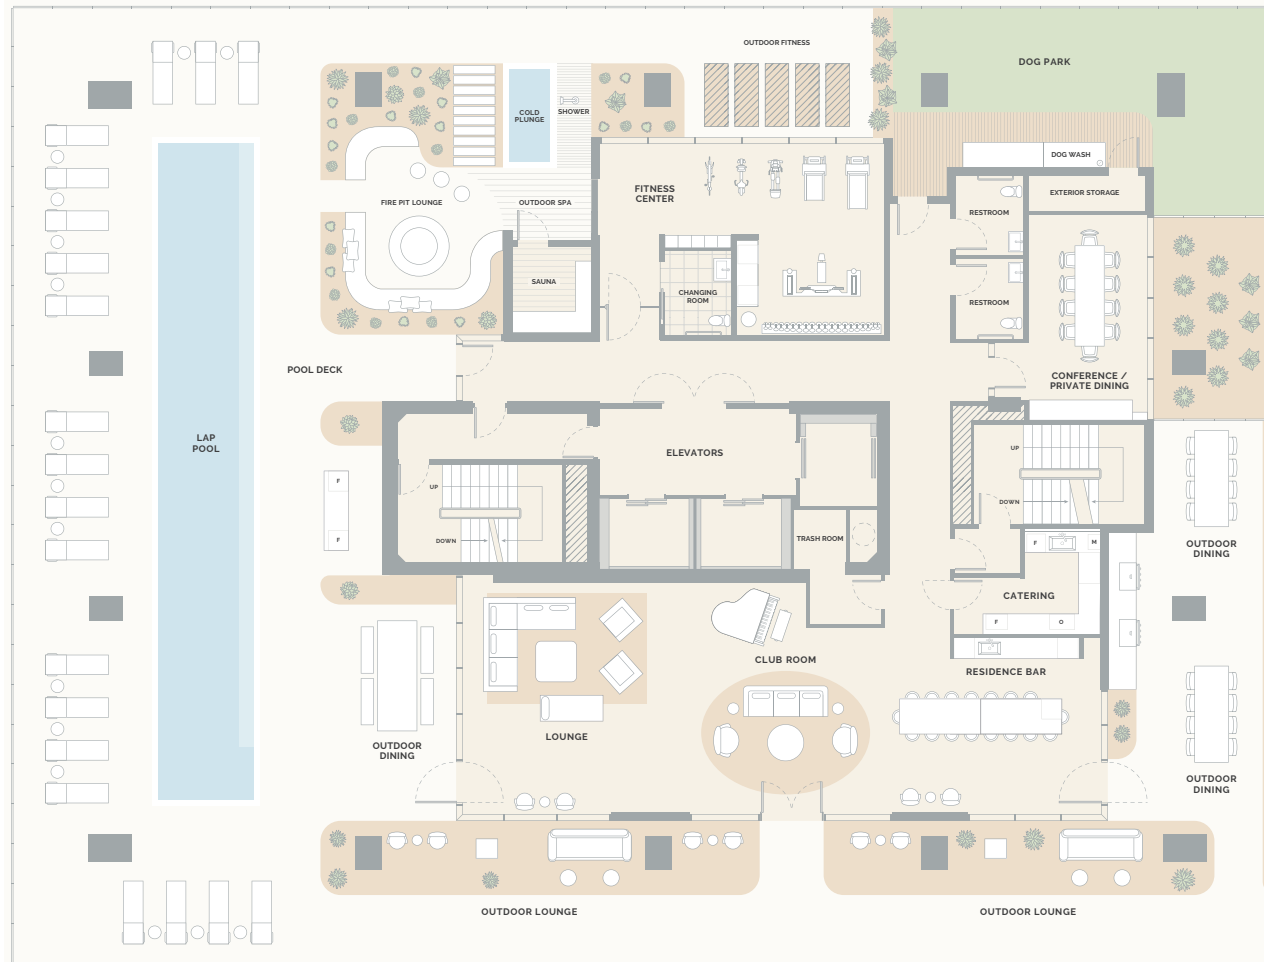 OUTDOOR FITNESS
DOG PARK
COLD
PLUNGE
SHOWER
DOG WASH
FITNESS
CENTER
EXTERIOR STORAGE
FIRE PIT LOUNGE
OUTDOOR SPA
RESTROOM
SAUNA
CHANGING
ROOM
RESTROOM
POOL DECK
CONFERENCE /
PRIVATE DINING
LAP
POOL
ELEVATORS
UP
UP
F
DOWN
DOWN
F
TRASH ROOM
F
M
OUTDOOR
DINING
CATERING
F
O
CLUB ROOM
RESIDENCE BAR
LOUNGE
OUTDOOR
DINING
OUTDOOR
DINING
OUTDOOR LOUNGE
OUTDOOR LOUNGE